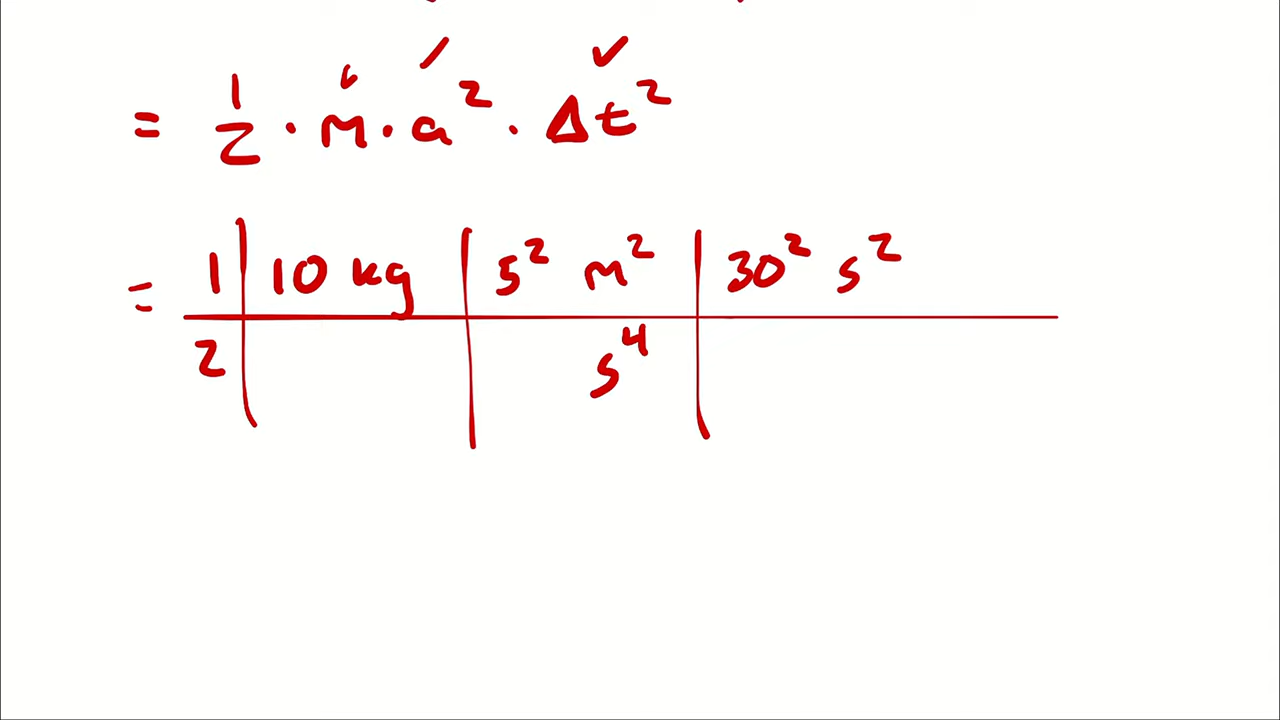 = 1/2 · m · a² · Δt²
= 1 | 10 kg | 5² m² | 30² s²
2 | | s⁴ |